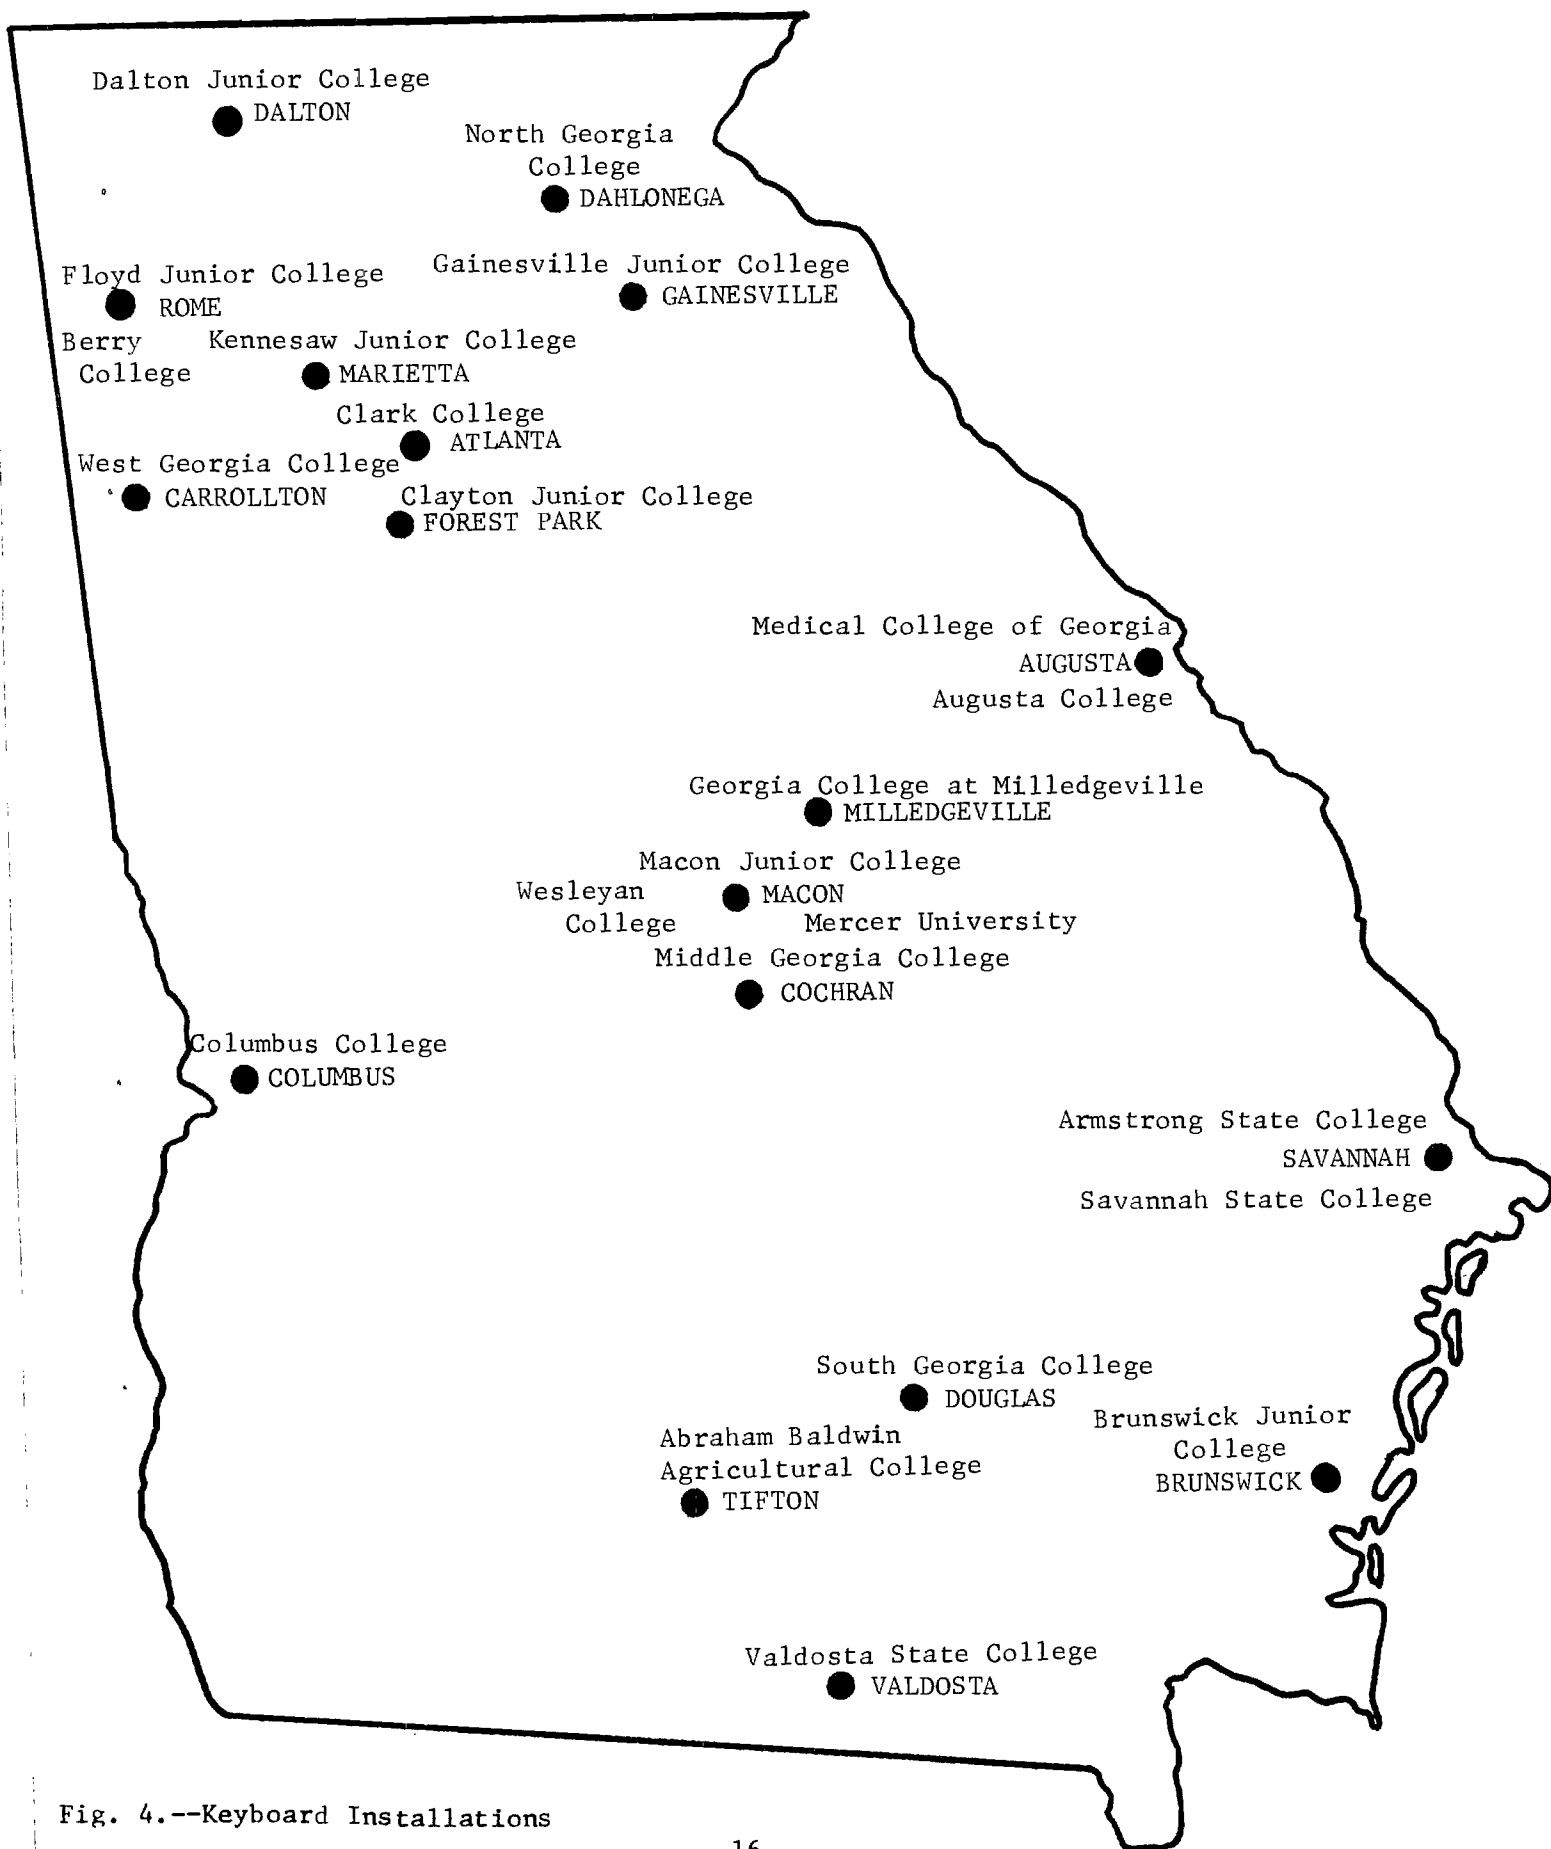 Dalton Junior College
DALTON
North Georgia
College
DAHLONEGA
Floyd Junior College
ROME
Berry
College
Gainesville Junior College
GAINESVILLE
Kennesaw Junior College
MARIETTA
Clark College
ATLANTA
West Georgia College
CARROLLTON
Clayton Junior College
FOREST PARK
Medical College of Georgia
AUGUSTA
Augusta College
Georgia College at Milledgeville
MILLEDGEVILLE
Macon Junior College
MACON
Wesleyan
College
Mercer University
Middle Georgia College
COCHRAN
Columbus College
COLUMBUS
Armstrong State College
SAVANNAH
Savannah State College
South Georgia College
DOUGLAS
Brunswick Junior
College
BRUNSWICK
Abraham Baldwin
Agricultural College
TIFTON
Valdosta State College
VALDOSTA
Fig. 4.--Keyboard Installations
16